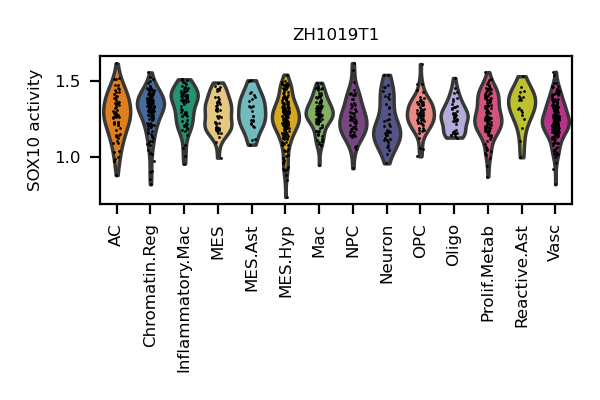 ZH1019T1
SOX10 activity
1.5
1.0
AC
Chromatin.Reg
Inflammatory.Mac
MES
MES.Ast
MES.Hyp
Mac
NPC
Neuron
OPC
Oligo
Prolif.Metab
Reactive.Ast
Vasc